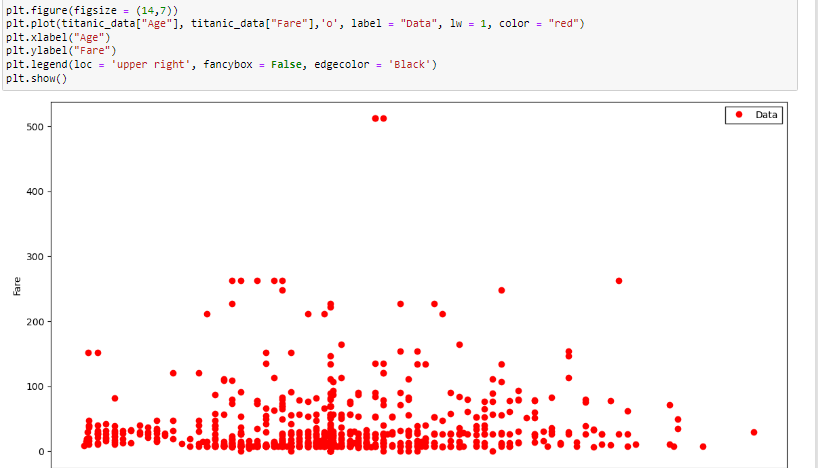 plt.figure(figsize = (14,7))
plt.plot(titanic_data["Age"], titanic_data["Fare"],'o', label = "Data", lw = 1, color = "red")
plt.xlabel("Age")
plt.ylabel("Fare")
plt.legend(loc = 'upper right', fancybox = False, edgecolor = 'Black')
plt.show()
Data
500
400
300
Fare
200
100
0